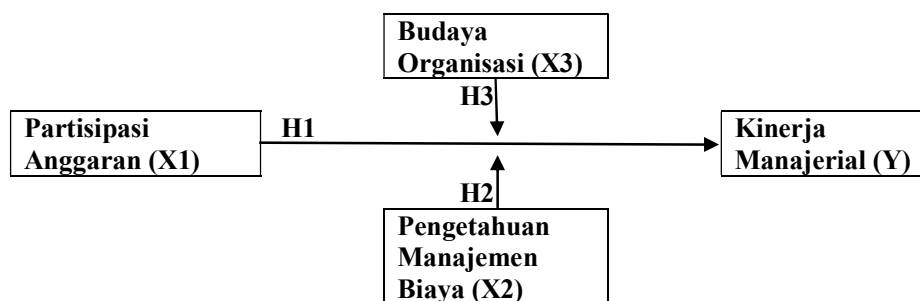 Budaya
Organisasi (X3)
H3
Partisipasi
Anggaran (X1)
H1
Kinerja
Manajerial (Y)
H2
Pengetahuan
Manajemen
Biaya (X2)